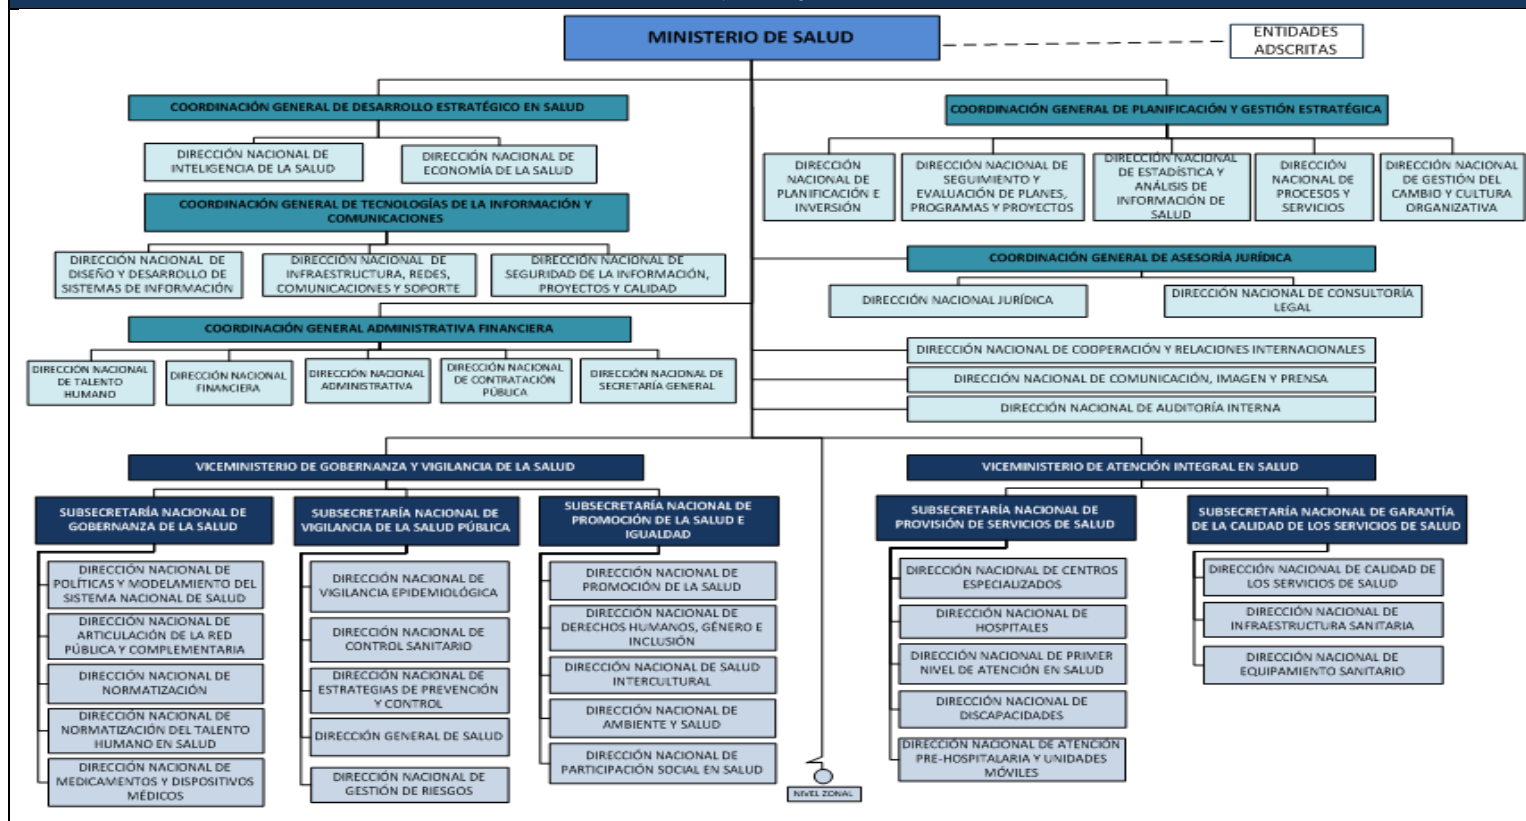 MINISTERIO DE SALUD
ENTIDADES
ADSCRITAS
COORDINACIÓN GENERAL DE DESARROLLO ESTRATÉGICO EN SALUD
DIRECCIÓN NACIONAL DE
INTELIGENCIA DE LA SALUD
DIRECCIÓN NACIONAL DE
ECONOMÍA DE LA SALUD
COORDINACIÓN GENERAL DE TECNOLOGÍAS DE LA INFORMACIÓN Y
COMUNICACIONES
DIRECCIÓN NACIONAL DE
DISEÑO Y DESARROLLO DE
SISTEMAS DE INFORMACIÓN
DIRECCIÓN NACIONAL DE
INFRAESTRUCTURA, REDES,
COMUNICACIONES Y SOPORTE
DIRECCIÓN NACIONAL DE
SEGURIDAD DE LA INFORMACIÓN,
PROYECTOS Y CALIDAD
COORDINACIÓN GENERAL ADMINISTRATIVA FINANCIERA
DIRECCIÓN NACIONAL
DE TALENTO
HUMANO
DIRECCIÓN NACIONAL
FINANCIERA
DIRECCIÓN NACIONAL
ADMINISTRATIVA
DIRECCIÓN NACIONAL
DE CONTRATACIÓN
PÚBLICA
DIRECCIÓN NACIONAL DE
SECRETARÍA GENERAL
COORDINACIÓN GENERAL DE PLANIFICACIÓN Y GESTIÓN ESTRATÉGICA
DIRECCIÓN
NACIONAL DE
PLANIFICACIÓN E
INVERSIÓN
DIRECCIÓN NACIONAL DE
SEGUIMIENTO Y
EVALUACIÓN DE PLANES,
PROGRAMAS Y PROYECTOS
DIRECCIÓN NACIONAL
DE ESTADÍSTICA Y
ANÁLISIS DE
INFORMACIÓN DE
SALUD
DIRECCIÓN
NACIONAL DE
PROCESOS Y
SERVICIOS
DIRECCIÓN NACIONAL
DE GESTIÓN DEL
CAMBIO Y CULTURA
ORGANIZATIVA
COORDINACIÓN GENERAL DE ASESORÍA JURÍDICA
DIRECCIÓN NACIONAL JURÍDICA
DIRECCIÓN NACIONAL DE CONSULTORÍA
LEGAL
DIRECCIÓN NACIONAL DE COOPERACIÓN Y RELACIONES INTERNACIONALES
DIRECCIÓN NACIONAL DE COMUNICACIÓN, IMAGEN Y PRENSA
DIRECCIÓN NACIONAL DE AUDITORÍA INTERNA
VICEMINISTERIO DE GOBERNANZA Y VIGILANCIA DE LA SALUD
SUBSECRETARÍA NACIONAL DE
GOBERNANZA DE LA SALUD
DIRECCIÓN NACIONAL DE
POLÍTICAS Y MODELAMIENTO DEL
SISTEMA NACIONAL DE SALUD
DIRECCIÓN NACIONAL DE
ARTICULACIÓN DE LA RED
PÚBLICA Y COMPLEMENTARIA
DIRECCIÓN NACIONAL DE
NORMATIZACIÓN
DIRECCIÓN NACIONAL DE
NORMATIZACIÓN DEL TALENTO
HUMANO EN SALUD
DIRECCIÓN NACIONAL DE
MEDICAMENTOS Y DISPOSITIVOS
MÉDICOS
SUBSECRETARÍA NACIONAL DE
VIGILANCIA DE LA SALUD PÚBLICA
DIRECCIÓN NACIONAL DE
VIGILANCIA EPIDEMIOLÓGICA
DIRECCIÓN NACIONAL DE
CONTROL SANITARIO
DIRECCIÓN NACIONAL DE
ESTRATEGIAS DE PREVENCIÓN
Y CONTROL
DIRECCIÓN GENERAL DE SALUD
DIRECCIÓN NACIONAL DE
GESTIÓN DE RIESGOS
SUBSECRETARÍA NACIONAL DE
PROMOCIÓN DE LA SALUD E
IGUALDAD
DIRECCIÓN NACIONAL DE
PROMOCIÓN DE LA SALUD
DIRECCIÓN NACIONAL DE
DERECHOS HUMANOS, GÉNERO E
INCLUSIÓN
DIRECCIÓN NACIONAL DE SALUD
INTERCULTURAL
DIRECCIÓN NACIONAL DE
AMBIENTE Y SALUD
DIRECCIÓN NACIONAL DE
PARTICIPACIÓN SOCIAL EN SALUD
NIVEL ZONAL
VICEMINISTERIO DE ATENCIÓN INTEGRAL EN SALUD
SUBSECRETARÍA NACIONAL DE
PROVISIÓN DE SERVICIOS DE SALUD
DIRECCIÓN NACIONAL DE CENTROS
ESPECIALIZADOS
DIRECCIÓN NACIONAL DE
HOSPITALES
DIRECCIÓN NACIONAL DE PRIMER
NIVEL DE ATENCIÓN EN SALUD
DIRECCIÓN NACIONAL DE
DISCAPACIDADES
DIRECCIÓN NACIONAL DE ATENCIÓN
PRE-HOSPITALARIA Y UNIDADES
MÓVILES
SUBSECRETARÍA NACIONAL DE GARANTÍA
DE LA CALIDAD DE LOS SERVICIOS DE SALUD
DIRECCIÓN NACIONAL DE CALIDAD DE
LOS SERVICIOS DE SALUD
DIRECCIÓN NACIONAL DE
INFRAESTRUCTURA SANITARIA
DIRECCIÓN NACIONAL DE
EQUIPAMIENTO SANITARIO